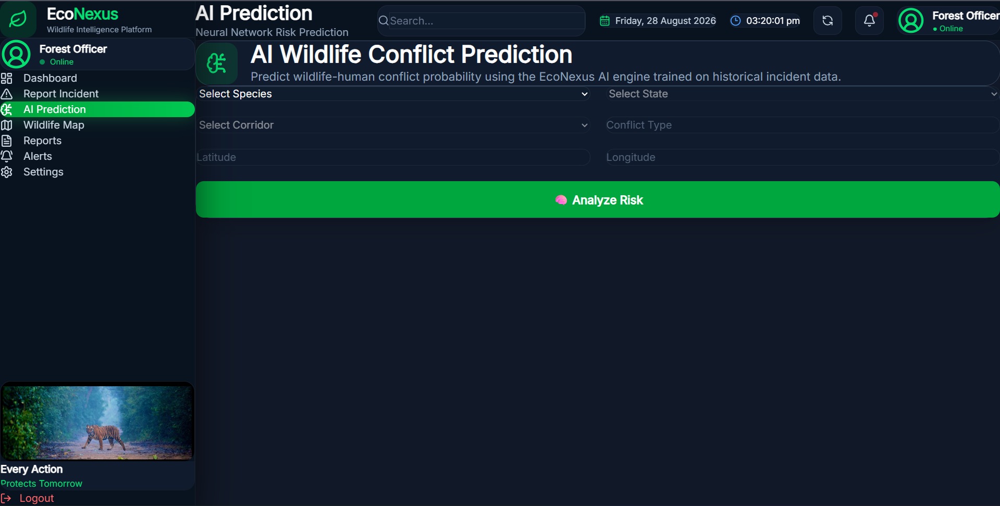 EcoNexus
Wildlife Intelligence Platform
Forest Officer
Online
Dashboard
Report Incident
AI Prediction
Wildlife Map
Reports
Alerts
Settings
Every Action
Protects Tomorrow
Logout
AI Prediction
Neural Network Risk Prediction
Search...
Friday, 28 August 2026
03:20:01 pm
Forest Officer
Online
AI Wildlife Conflict Prediction
Predict wildlife-human conflict probability using the EcoNexus AI engine trained on historical incident data.
Select Species
Select State
Select Corridor
Conflict Type
Latitude
Longitude
Analyze Risk